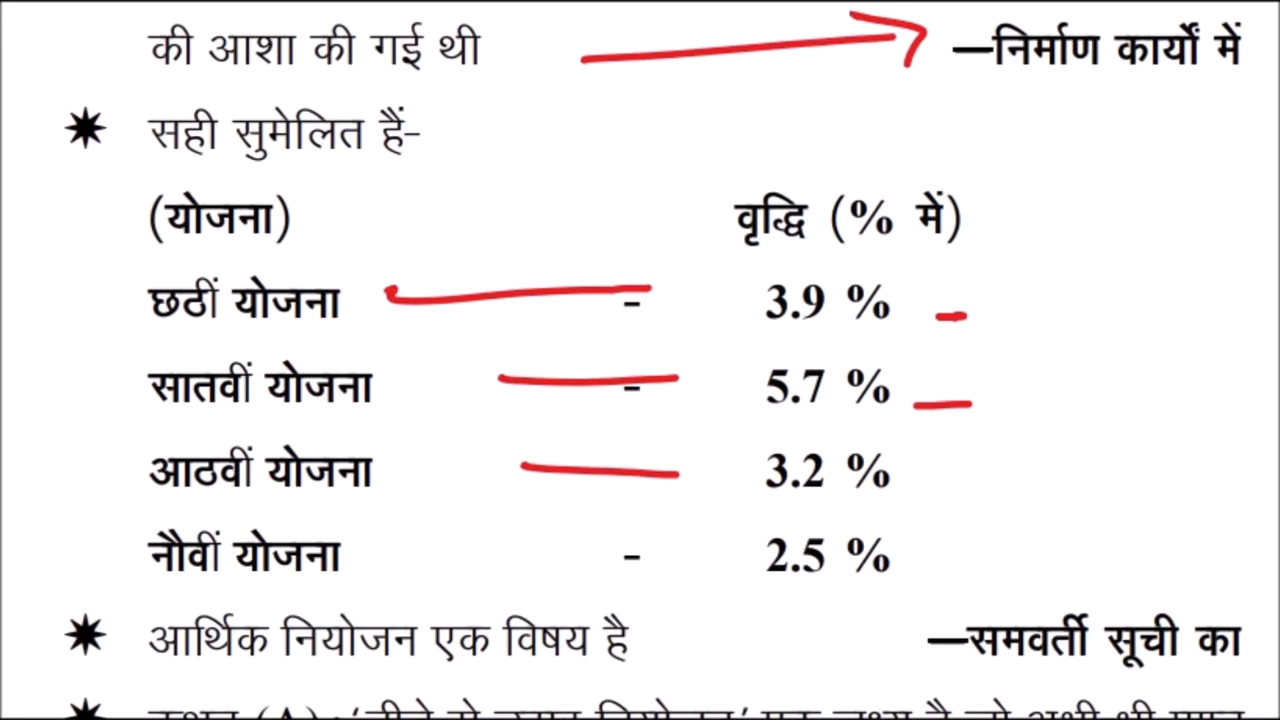 की आशा की गई थी —निर्माण कार्यों में
✷ सही सुमेलित हैं-
(योजना) वृद्धि (% में)
छठीं योजना - 3.9 %
सातवीं योजना - 5.7 %
आठवीं योजना 3.2 %
नौवीं योजना - 2.5 %
✷ आर्थिक नियोजन एक विषय है —समवर्ती सूची का